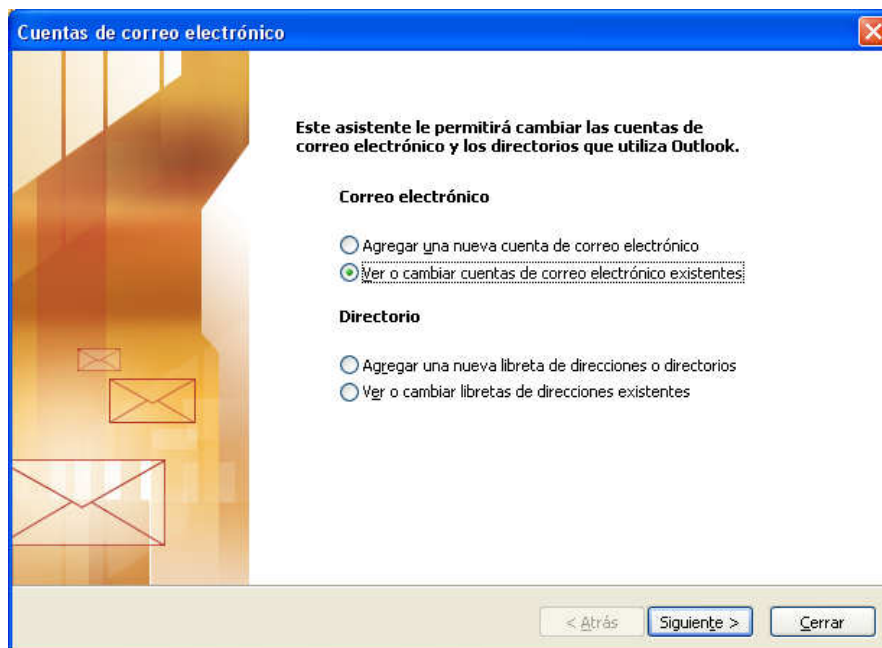 Cuentas de correo electrónico
Este asistente le permitirá cambiar las cuentas de
correo electrónico y los directorios que utiliza Outlook.
Correo electrónico
Agregar una nueva cuenta de correo electrónico
Ver o cambiar cuentas de correo electrónico existentes
Directorio
Agregar una nueva libreta de direcciones o directorios
Ver o cambiar libretas de direcciones existentes
< Atrás
Siguiente >
Cerrar